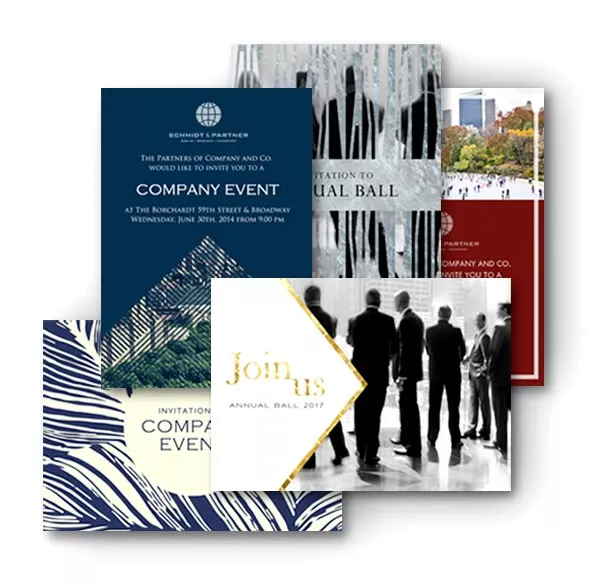 SCHMIDT & PARTNER
The Partners of Company and Co.
would like to invite you to a
COMPANY EVENT
at The Borchardt 59th Street & Broadway
Wednesday, June 30th, 2014 from 9:00 PM
ITATION TO
UAL BALL
& PARTNER
OMPANY AND CO.
NVITE YOU TO A
INVITATION
COMPA
EVEN
Join
us
ANNUAL BALL 2017